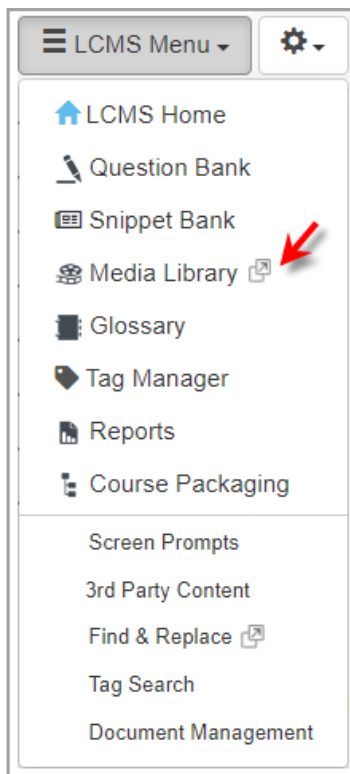 LCMS Menu
LCMS Home
Question Bank
Snippet Bank
Media Library
Glossary
Tag Manager
Reports
Course Packaging
Screen Prompts
3rd Party Content
Find & Replace
Tag Search
Document Management